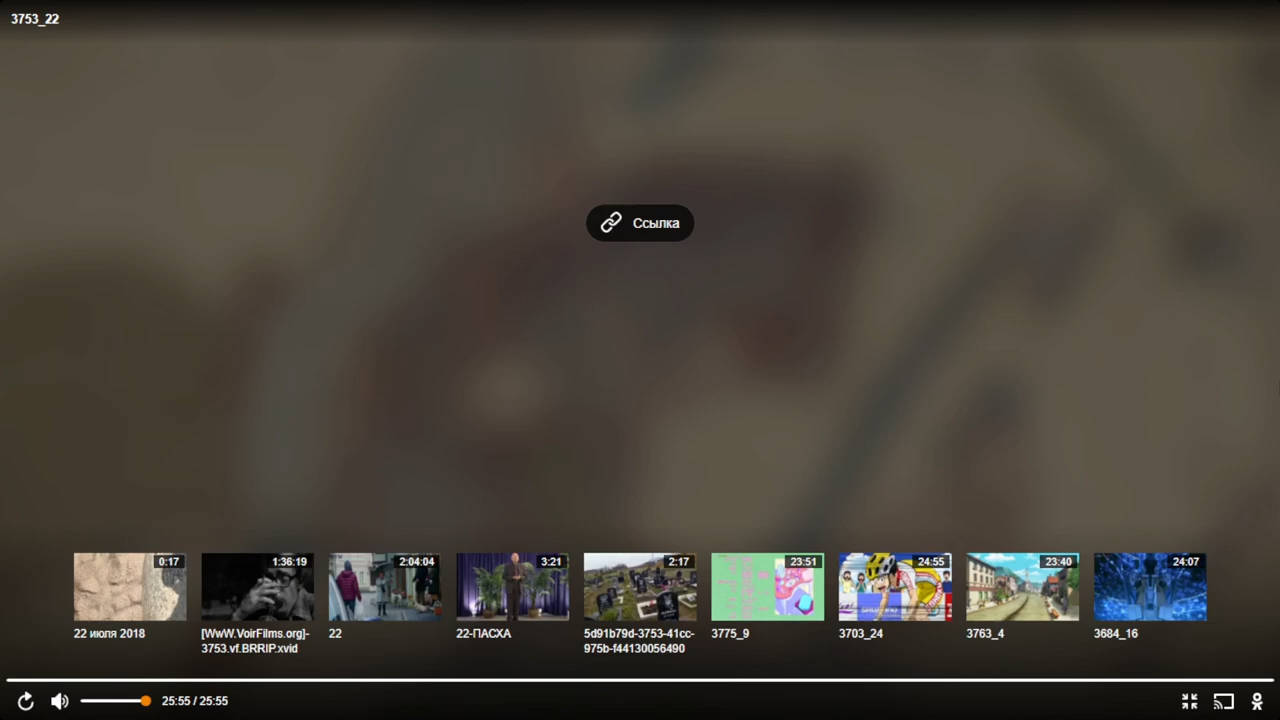 3753_22
Ссылка
0:17
1:36:19
2:04:04
3:21
2:17
23:51
24:55
23:40
24:07
22 июля 2018
[WwW.VoirFilms.org]-
3753.vf.BRRIP.xvid
22
22-ПАСХА
5d91b79d-3753-41cc-
975b-f44130056490
3775_9
3703_24
3763_4
3684_16
25:55 / 25:55